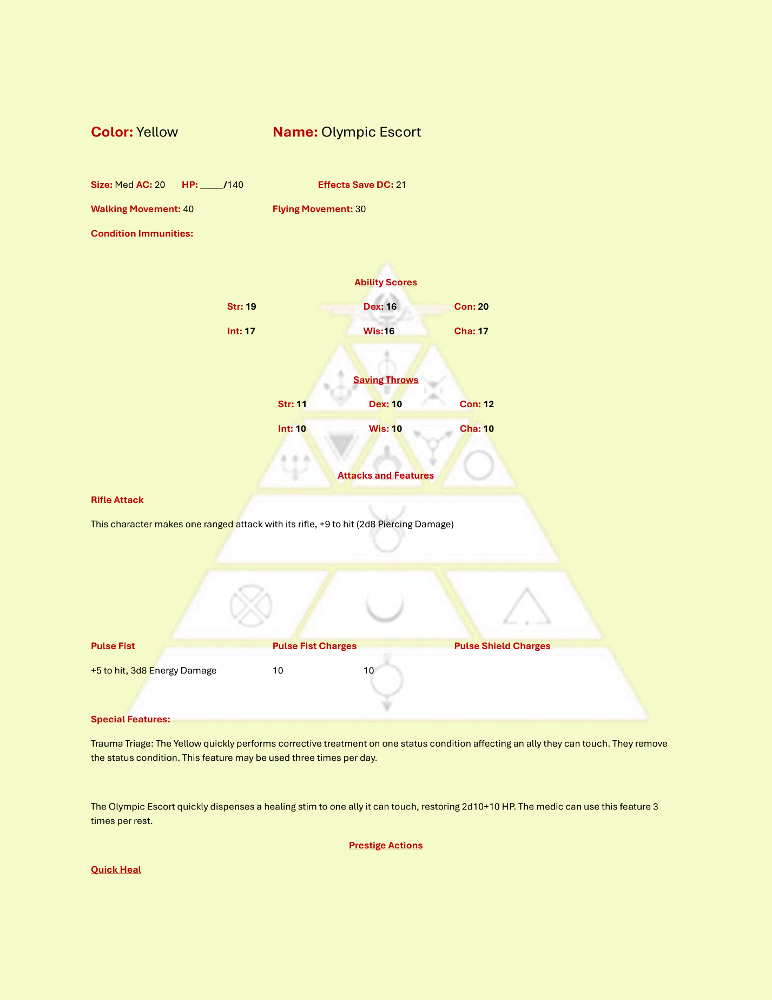 Color: Yellow Name: Olympic Escort
Size: Med AC: 20 HP: _____/140 Effects Save DC: 21
Walking Movement: 40 Flying Movement: 30
Condition Immunities:
Ability Scores
Str: 19 Dex: 16 Con: 20
Int: 17 Wis:16 Cha: 17
Saving Throws
Str: 11 Dex: 10 Con: 12
Int: 10 Wis: 10 Cha: 10
Attacks and Features
Rifle Attack
This character makes one ranged attack with its rifle, +9 to hit (2d8 Piercing Damage)
Pulse Fist Pulse Fist Charges Pulse Shield Charges
+5 to hit, 3d8 Energy Damage 10 10
Special Features:
Trauma Triage: The Yellow quickly performs corrective treatment on one status condition affecting an ally they can touch. They remove
the status condition. This feature may be used three times per day.
The Olympic Escort quickly dispenses a healing stim to one ally it can touch, restoring 2d10+10 HP. The medic can use this feature 3
times per rest.
Prestige Actions
Quick Heal